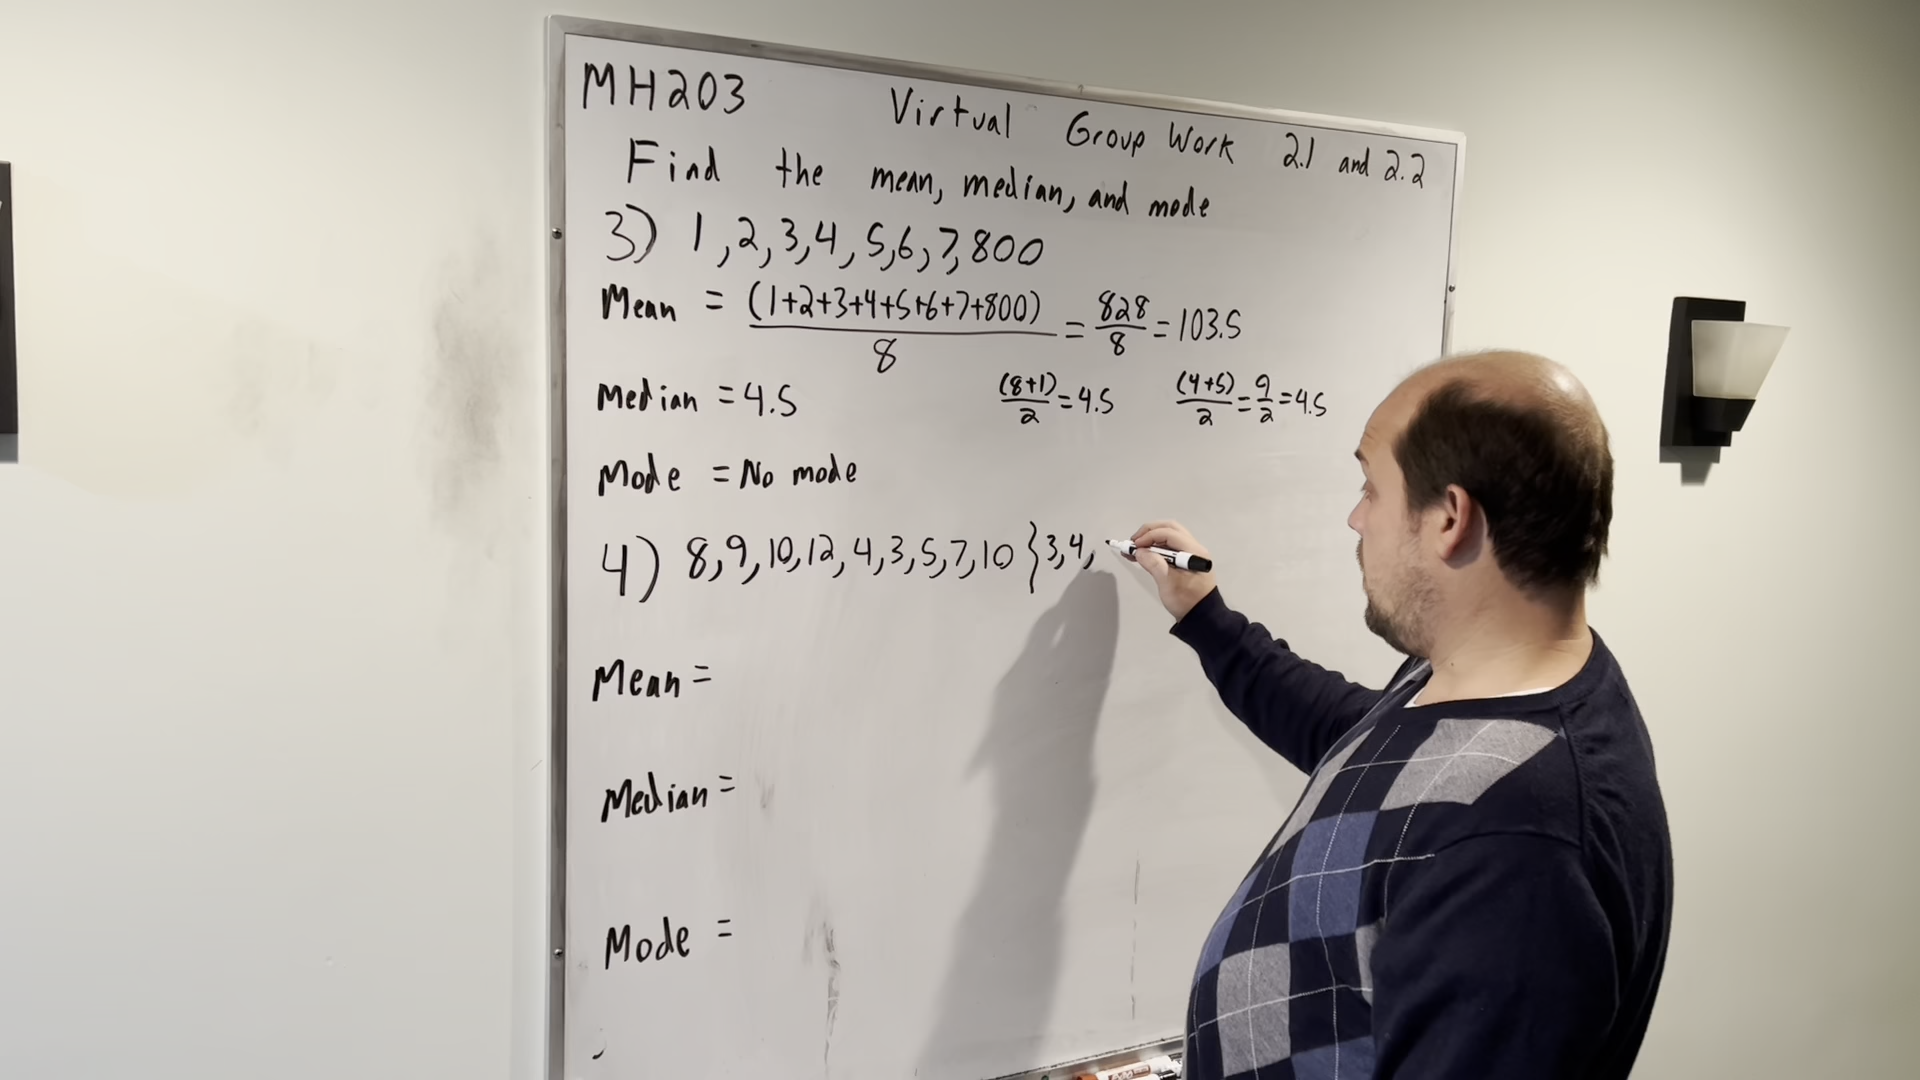 MH203
Virtual Group Work 2.1 and 2.2
Find the mean, median, and mode
3) 1,2,3,4,5,6,7,800
Mean = (1+2+3+4+5+6+7+800)/8 = 828/8 = 103.5
Median = 4.5 (8+1)/2 = 4.5 (4+5)/2 = 9/2 = 4.5
Mode = No mode
4) 8,9,10,12,4,3,5,7,10 } 3,4,
Mean =
Median =
Mode =